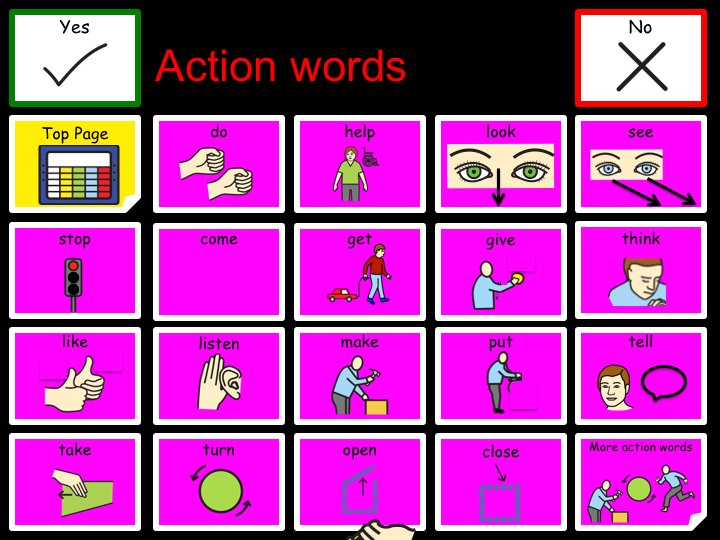 Yes
Action words
No
Top Page
do
help
look
see
stop
come
get
give
think
like
listen
make
put
tell
take
turn
open
close
More action words